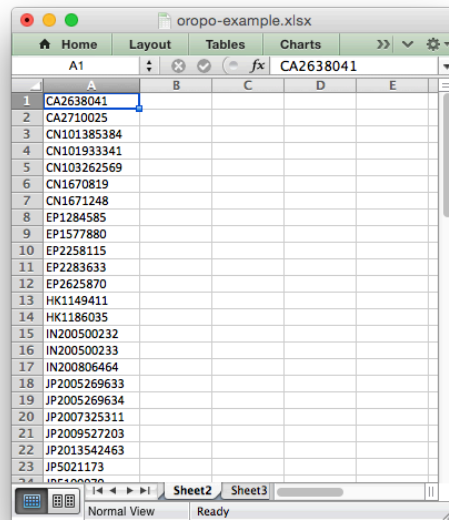 oropo-example.xlsx
Home Layout Tables Charts >>
A1 fx CA2638041
A B C D E
1 CA2638041
2 CA2710025
3 CN101385384
4 CN101933341
5 CN103262569
6 CN1670819
7 CN1671248
8 EP1284585
9 EP1577880
10 EP2258115
11 EP2283633
12 EP2625870
13 HK1149411
14 HK1186035
15 IN200500232
16 IN200500233
17 IN200806464
18 JP2005269633
19 JP2005269634
20 JP2007325311
21 JP2009527203
22 JP2013542463
23 JP5021173
Sheet2 Sheet3
Normal View Ready